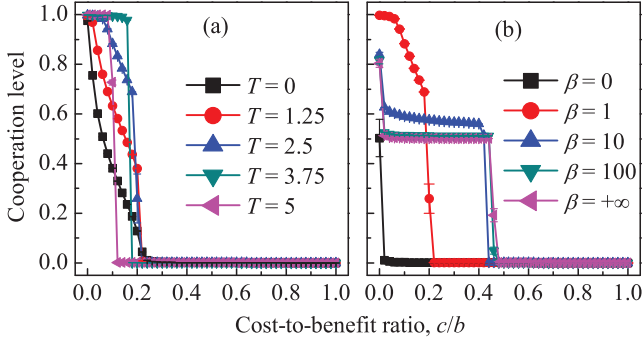 Cooperation level
1.0
0.8
0.6
0.4
0.2
0.0
(a)
T = 0
T = 1.25
T = 2.5
T = 3.75
T = 5
0.0 0.2 0.4 0.6 0.8 1.0
(b)
β = 0
β = 1
β = 10
β = 100
β = +∞
0.0 0.2 0.4 0.6 0.8 1.0
Cost-to-benefit ratio, c/b